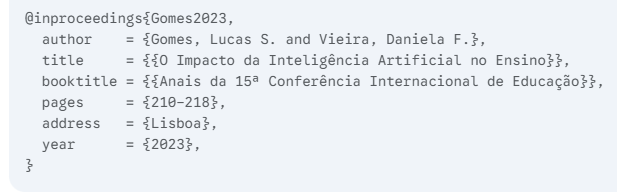 @inproceedings{Gomes2023,
  author    = {Gomes, Lucas S. and Vieira, Daniela F.},
  title     = {{O Impacto da Inteligência Artificial no Ensino}},
  booktitle = {{Anais da 15ª Conferência Internacional de Educação}},
  pages     = {210–218},
  address   = {Lisboa},
  year      = {2023},
}